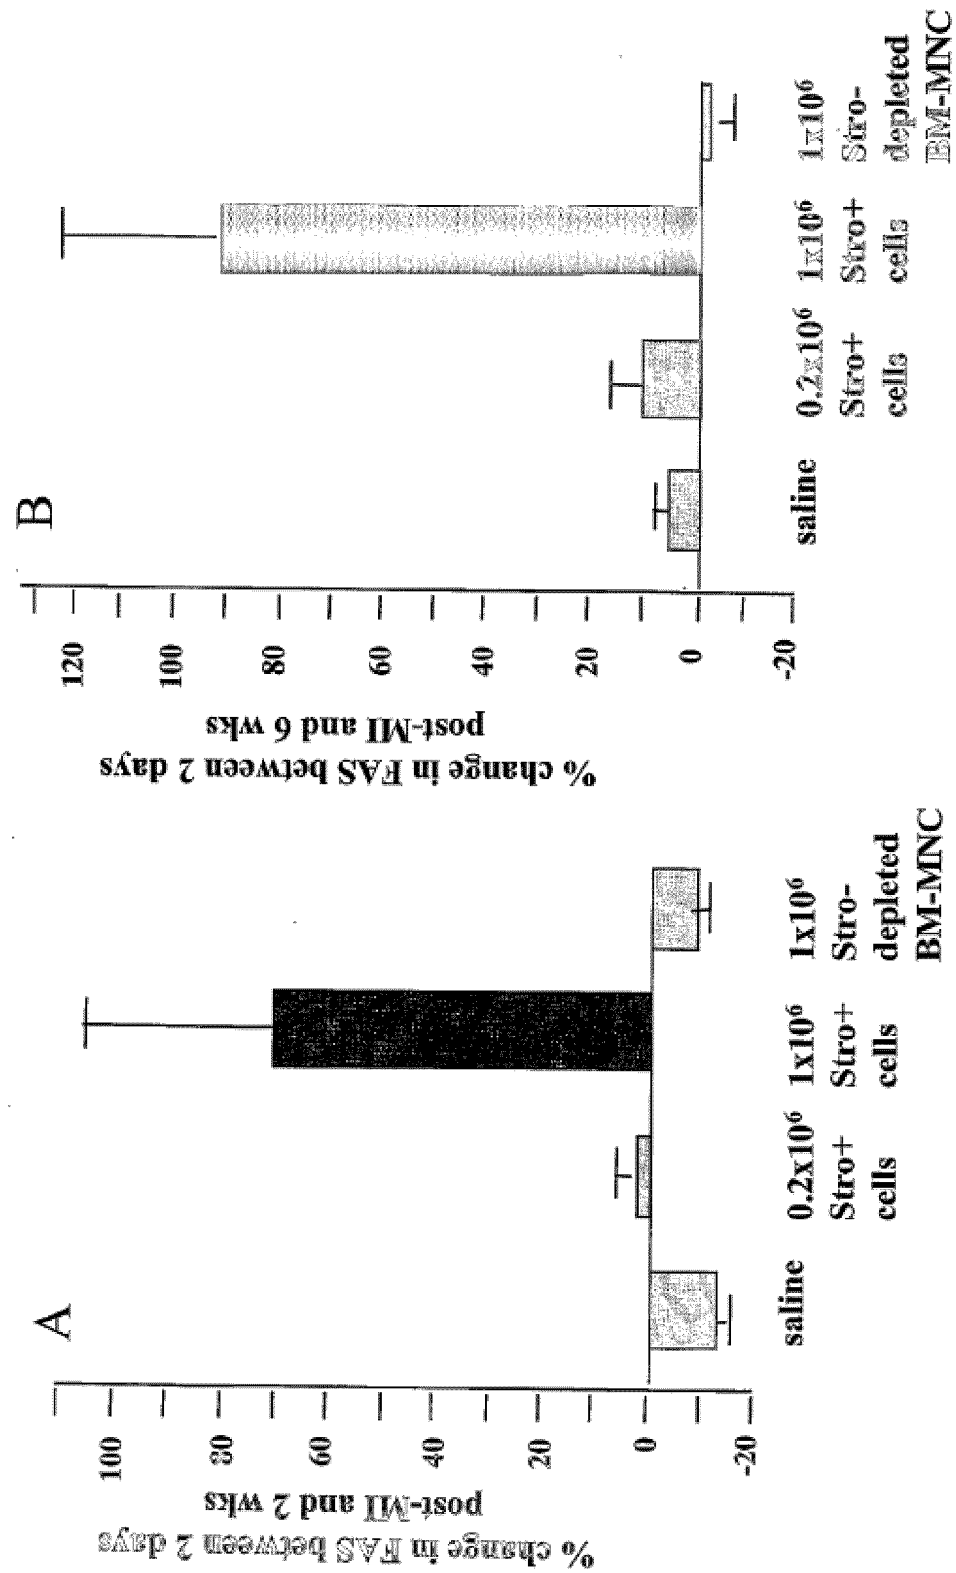 A
% change in FAS between 2 days
post-MI and 2 wks
100
80
60
40
20
0
-20
saline
0.2x10⁶
Stro+
cells
1x10⁶
Stro+
cells
1x10⁶
Stro-
depleted
BM-MNC
B
% change in FAS between 2 days
post-MI and 6 wks
120
100
80
60
40
20
0
-20
saline
0.2x10⁶
Stro+
cells
1x10⁶
Stro+
cells
1x10⁶
Stro-
depleted
BM-MNC